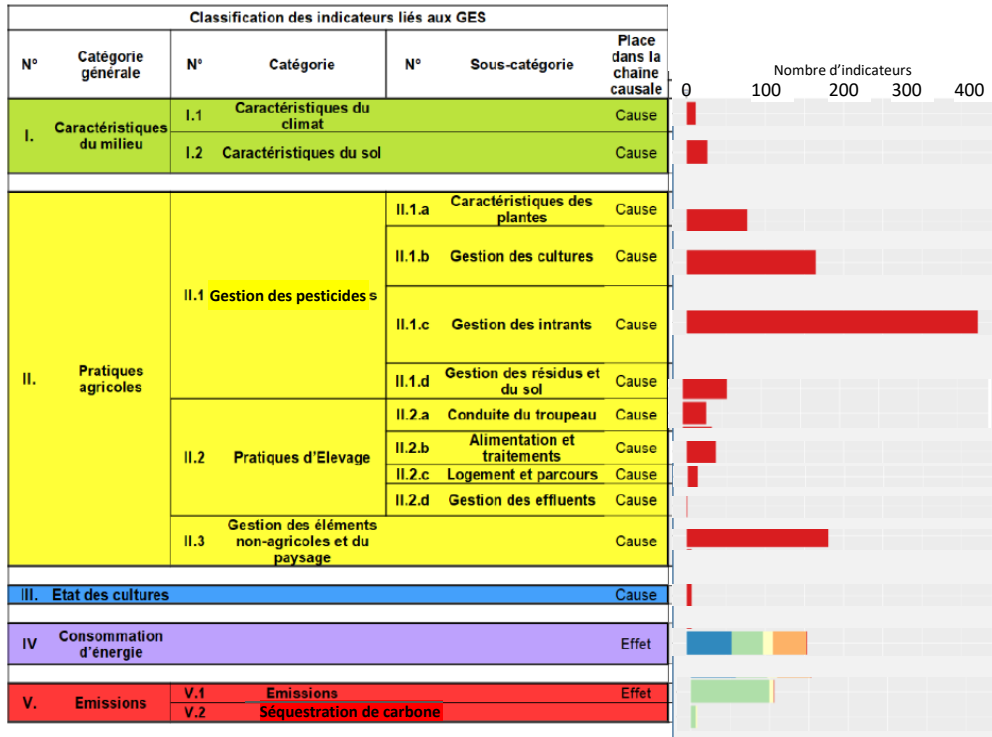 Classification des indicateurs liés aux GES
N° Catégorie générale N° Catégorie N° Sous-catégorie Place dans la chaîne causale
Nombre d'indicateurs
0 100 200 300 400
I. Caractéristiques du milieu
I.1 Caractéristiques du climat Cause
I.2 Caractéristiques du sol Cause
II. Pratiques agricoles
II.1 Gestion des pesticides s
II.1.a Caractéristiques des plantes Cause
II.1.b Gestion des cultures Cause
II.1.c Gestion des intrants Cause
II.1.d Gestion des résidus et du sol Cause
II.2 Pratiques d'Elevage
II.2.a Conduite du troupeau Cause
II.2.b Alimentation et traitements Cause
II.2.c Logement et parcours Cause
II.2.d Gestion des effluents Cause
II.3 Gestion des éléments non-agricoles et du paysage Cause
III. Etat des cultures Cause
IV Consommation d'énergie Effet
V. Emissions
V.1 Emissions Effet
V.2 Séquestration de carbone